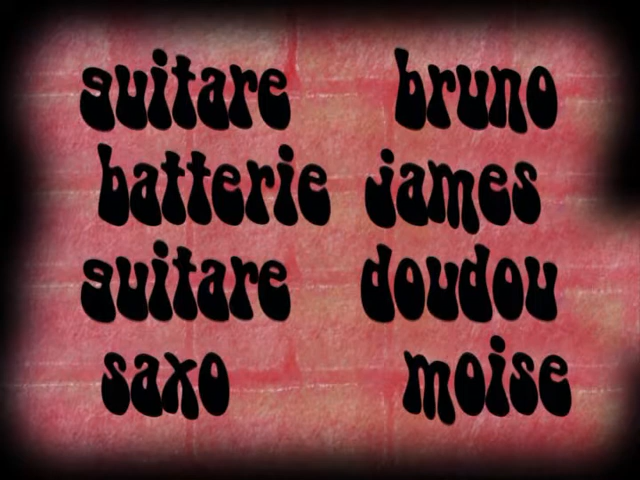 guitare bruno
batterie james
guitare doudou
saxo moise